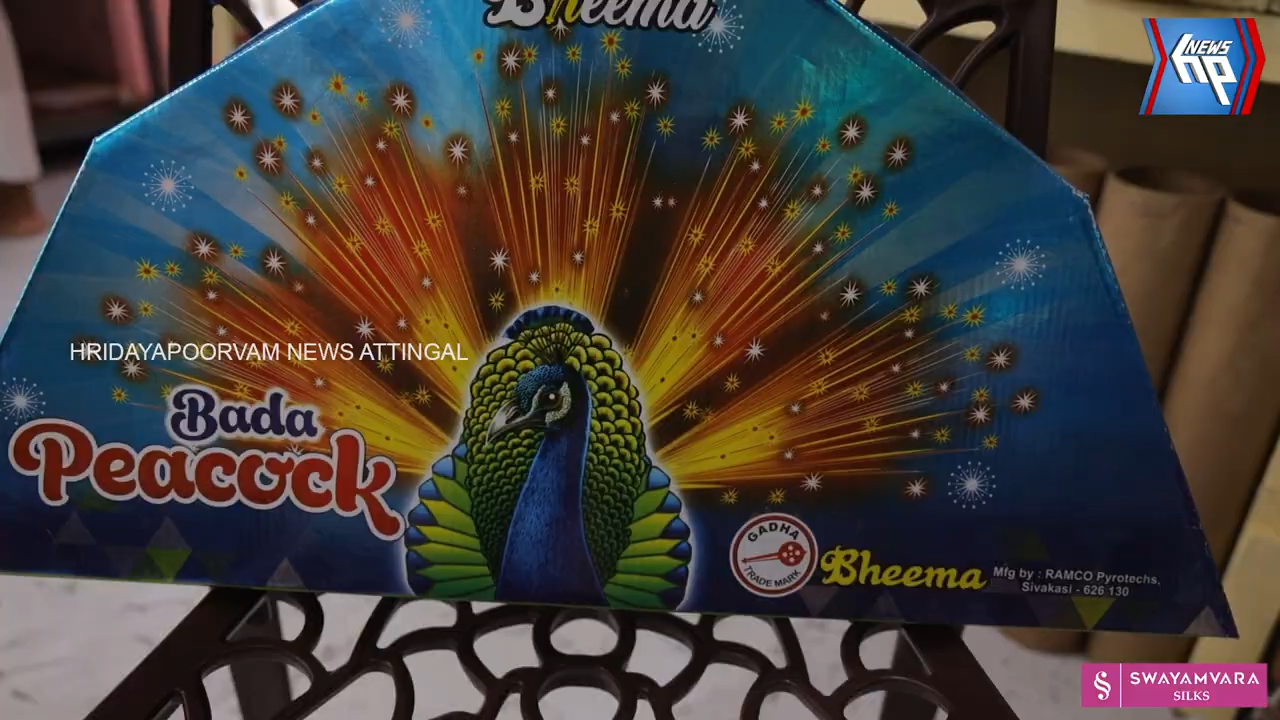 Bheema
NEWS
hp
HRIDAYAPOORVAM NEWS ATTINGAL
Bada
Peacock
GADHA
TRADE MARK
Bheema
Mfg by : RAMCO Pyrotechs,
Sivakasi - 626 130
SWAYAMVARA
SILKS